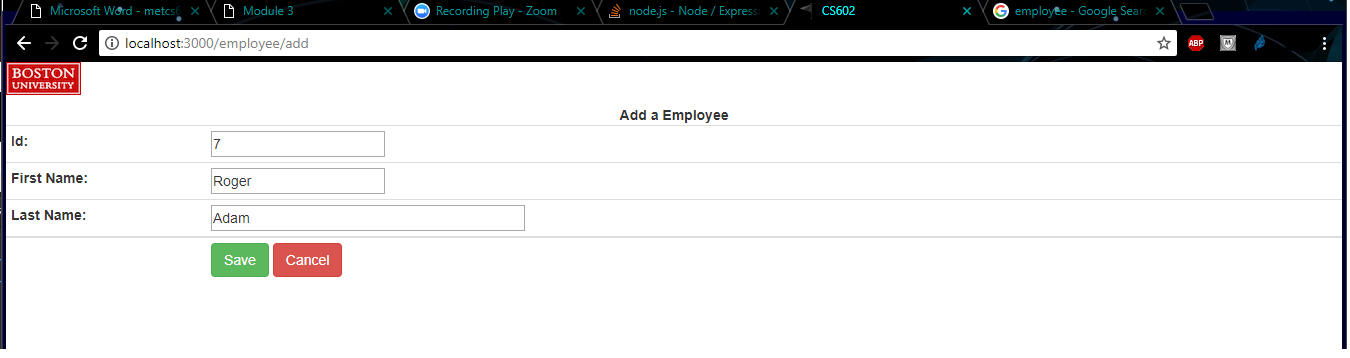 Microsoft Word - metcs
Module 3
Recording Play - Zoom
node.js - Node / Express
CS602
employee - Google Sear
localhost:3000/employee/add
ABP
BOSTON
UNIVERSITY
Add a Employee
Id:
7
First Name:
Roger
Last Name:
Adam
Save Cancel